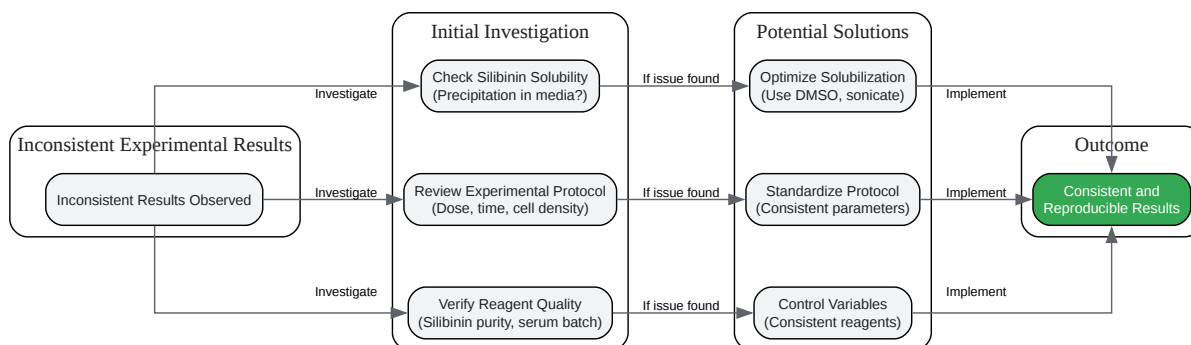 Initial Investigation
Potential Solutions
Check Silibinin Solubility
(Precipitation in media?)
If issue found
Optimize Solubilization
(Use DMSO, sonicate)
Investigate
Implement
Inconsistent Experimental Results
Outcome
Inconsistent Results Observed
Investigate
Review Experimental Protocol
(Dose, time, cell density)
If issue found
Standardize Protocol
(Consistent parameters)
Implement
Consistent and
Reproducible Results
Investigate
Verify Reagent Quality
(Silibinin purity, serum batch)
If issue found
Control Variables
(Consistent reagents)
Implement